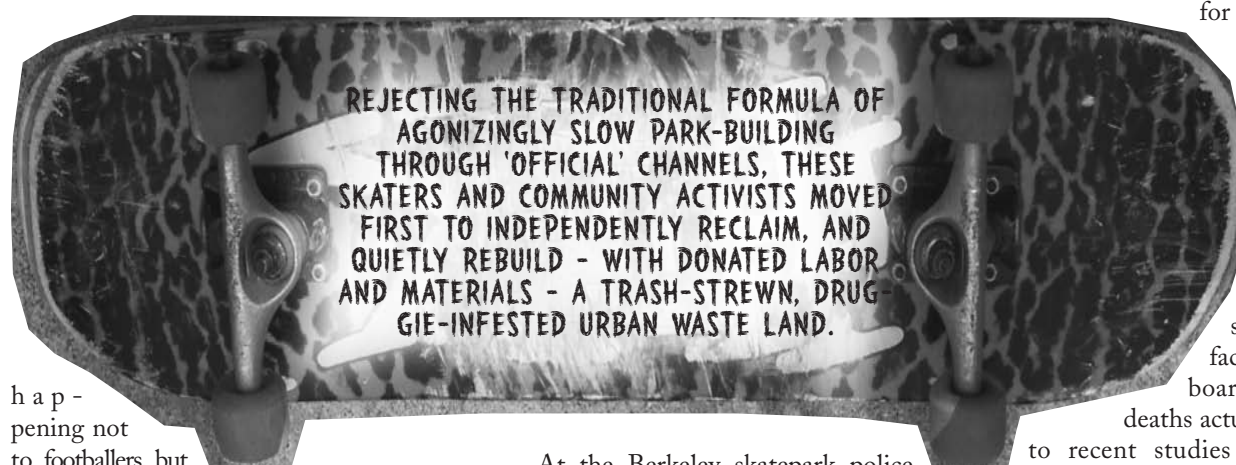 for
REJECTING THE TRADITIONAL FORMULA OF
AGONIZINGLY SLOW PARK-BUILDING
THROUGH 'OFFICIAL' CHANNELS, THESE
SKATERS AND COMMUNITY ACTIVISTS MOVED
FIRST TO INDEPENDENTLY RECLAIM, AND
QUIETLY REBUILD - WITH DONATED LABOR
AND MATERIALS - A TRASH-STREWN, DRUG-
GIE-INFESTED URBAN WASTE LAND.
hap-
pening not
to footballers but
At the Berkeley skatepark police
deaths
to recent studies